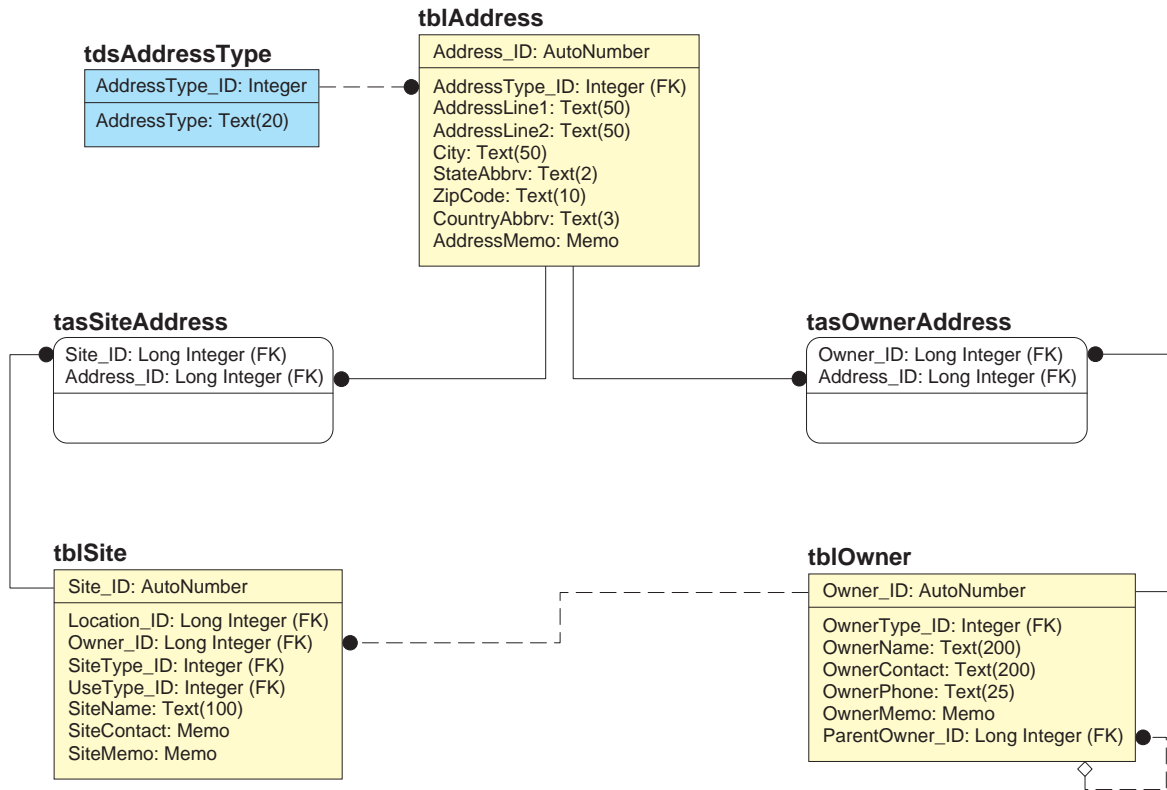 tblAddress
Address_ID: AutoNumber
AddressType_ID: Integer (FK)
AddressLine1: Text(50)
AddressLine2: Text(50)
City: Text(50)
StateAbbrv: Text(2)
ZipCode: Text(10)
CountryAbbrv: Text(3)
AddressMemo: Memo
tdsAddressType
AddressType_ID: Integer
AddressType: Text(20)
tasSiteAddress
Site_ID: Long Integer (FK)
Address_ID: Long Integer (FK)
tasOwnerAddress
Owner_ID: Long Integer (FK)
Address_ID: Long Integer (FK)
tblSite
Site_ID: AutoNumber
Location_ID: Long Integer (FK)
Owner_ID: Long Integer (FK)
SiteType_ID: Integer (FK)
UseType_ID: Integer (FK)
SiteName: Text(100)
SiteContact: Memo
SiteMemo: Memo
tblOwner
Owner_ID: AutoNumber
OwnerType_ID: Integer (FK)
OwnerName: Text(200)
OwnerContact: Text(200)
OwnerPhone: Text(25)
OwnerMemo: Memo
ParentOwner_ID: Long Integer (FK)